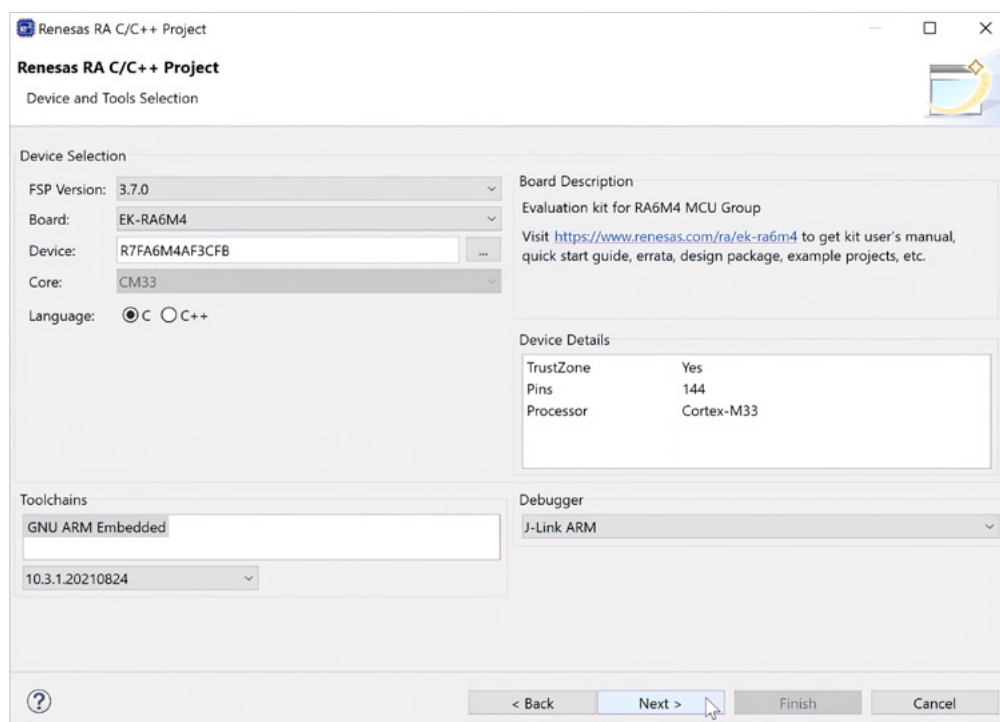 Renesas RA C/C++ Project
Renesas RA C/C++ Project
Device and Tools Selection
Device Selection
FSP Version: 3.7.0
Board: EK-RA6M4
Device: R7FA6M4AF3CFB ...
Core: CM33
Language: C C++
Board Description
Evaluation kit for RA6M4 MCU Group
Visit https://www.renesas.com/ra/ek-ra6m4 to get kit user's manual,
quick start guide, errata, design package, example projects, etc.
Device Details
TrustZone Yes
Pins 144
Processor Cortex-M33
Toolchains
GNU ARM Embedded
10.3.1.20210824
Debugger
J-Link ARM
? < Back Next > Finish Cancel